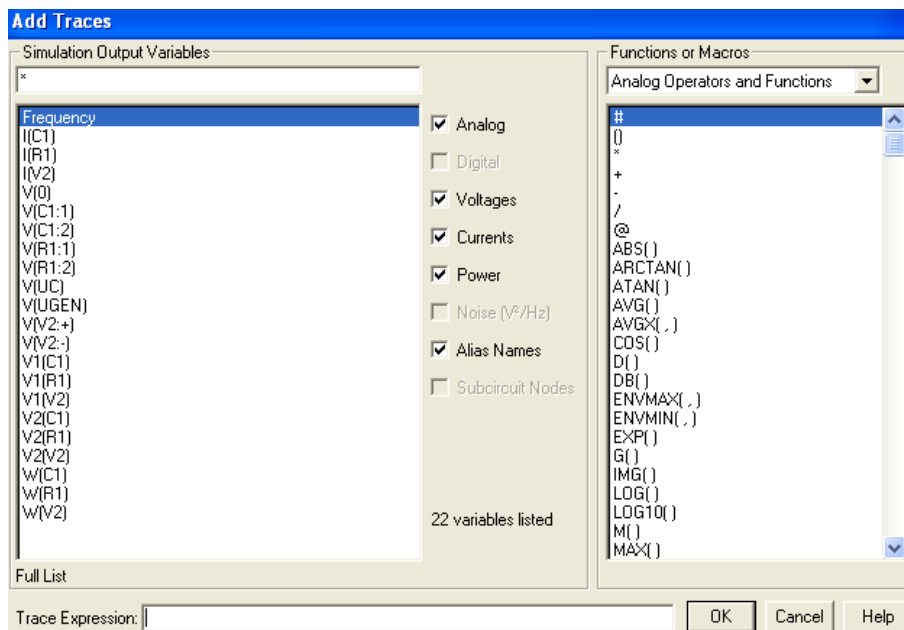 Add Traces
Simulation Output Variables
*
Frequency
I(C1)
I(R1)
I(V2)
V(0)
V(C1:1)
V(C1:2)
V(R1:1)
V(R1:2)
V(UC)
V(UGEN)
V(V2:+)
V(V2:-)
V1(C1)
V1(R1)
V1(V2)
V2(C1)
V2(R1)
V2(V2)
W(C1)
W(R1)
W(V2)
Full List
Analog
Digital
Voltages
Currents
Power
Noise (V²/Hz)
Alias Names
Subcircuit Nodes
22 variables listed
Functions or Macros
Analog Operators and Functions
#
()
*
+
-
/
@
ABS( )
ARCTAN( )
ATAN( )
AVG( )
AVGX( , )
COS( )
D( )
DB( )
ENVMAX( , )
ENVMIN( , )
EXP( )
G( )
IMG( )
LOG( )
LOG10( )
M( )
MAX( )
Trace Expression:
OK
Cancel
Help